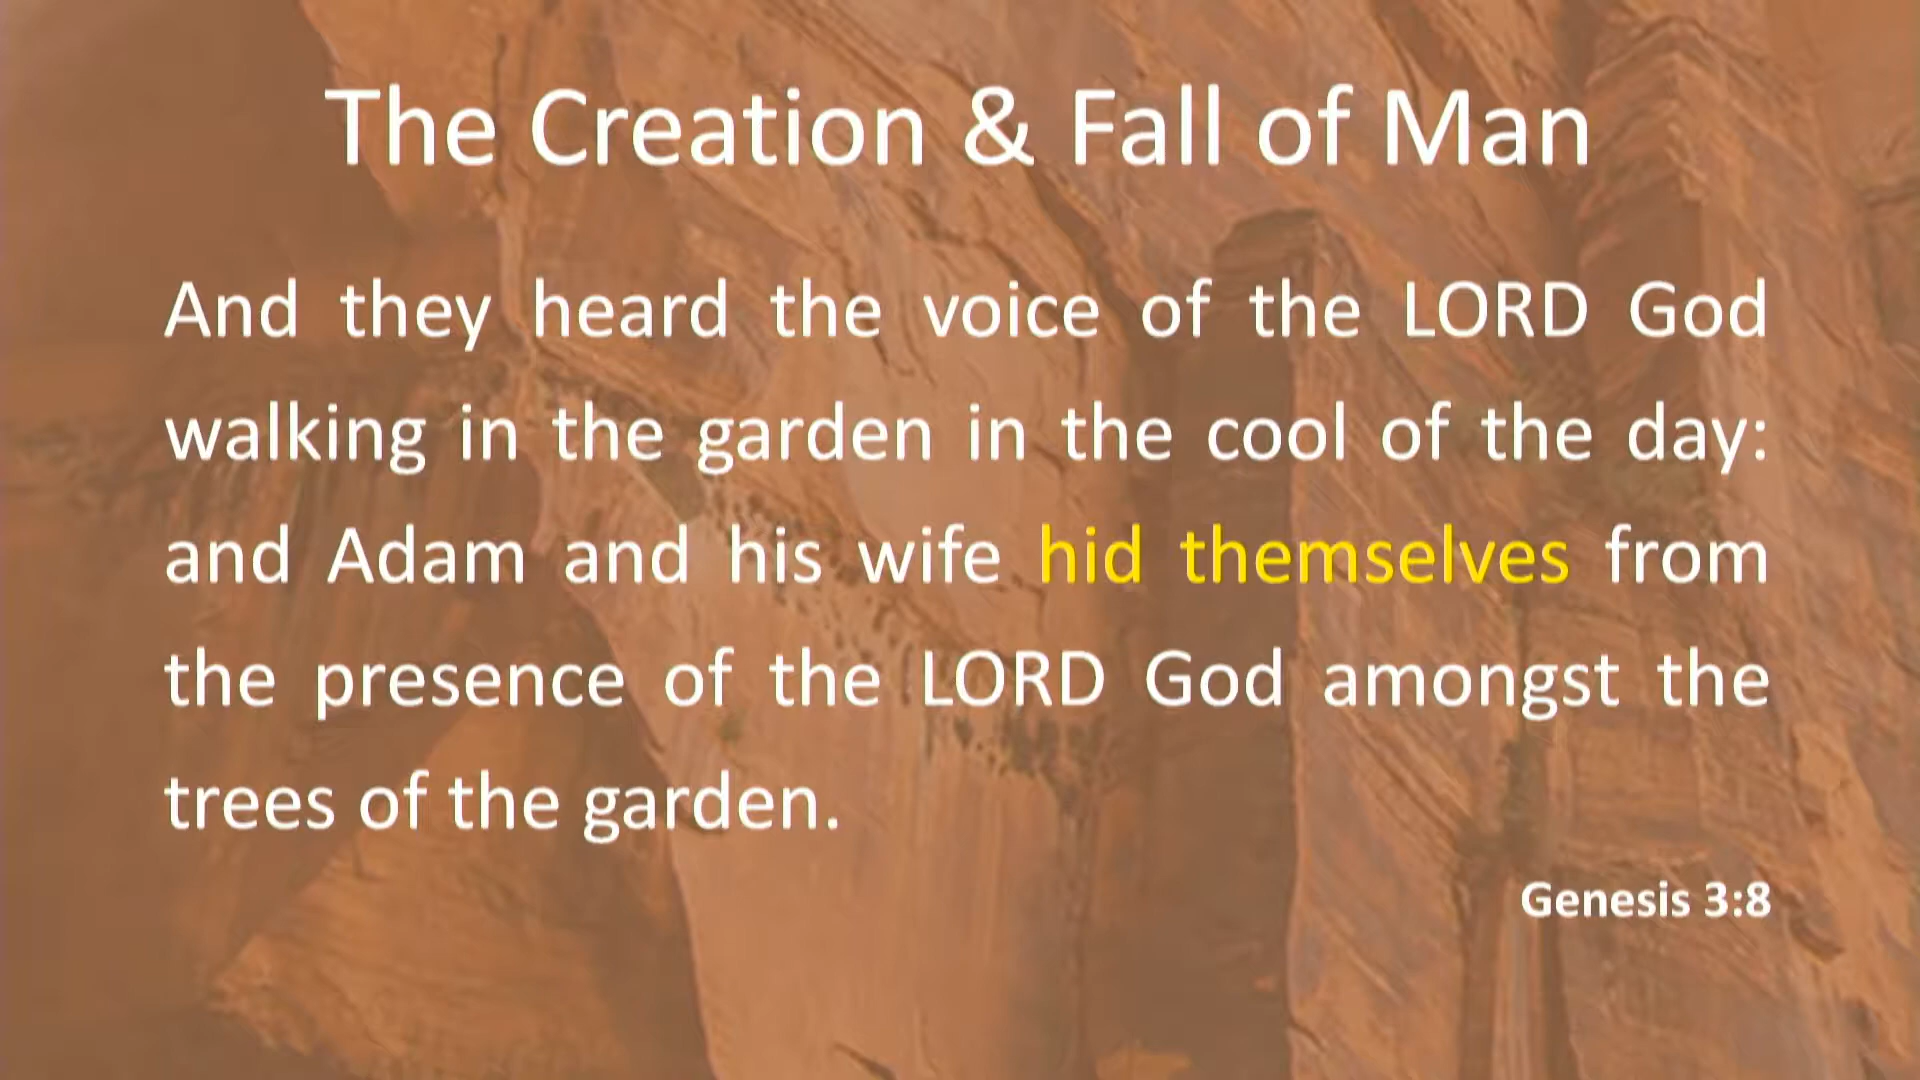 The Creation & Fall of Man
And they heard the voice of the LORD God
walking in the garden in the cool of the day:
and Adam and his wife hid themselves from
the presence of the LORD God amongst the
trees of the garden.
Genesis 3:8